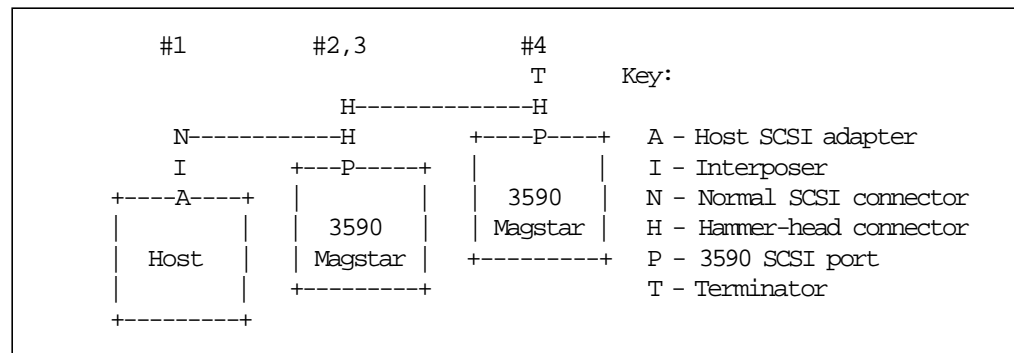 #1 #2,3 #4
T Key:
H--------------H
N------------H +----P----+ A - Host SCSI adapter
I +---P-----+ | | I - Interposer
+----A----+ | | | 3590 | N - Normal SCSI connector
| | | 3590 | | Magstar | H - Hammer-head connector
| Host | | Magstar | +---------+ P - 3590 SCSI port
| | +---------+ T - Terminator
+---------+